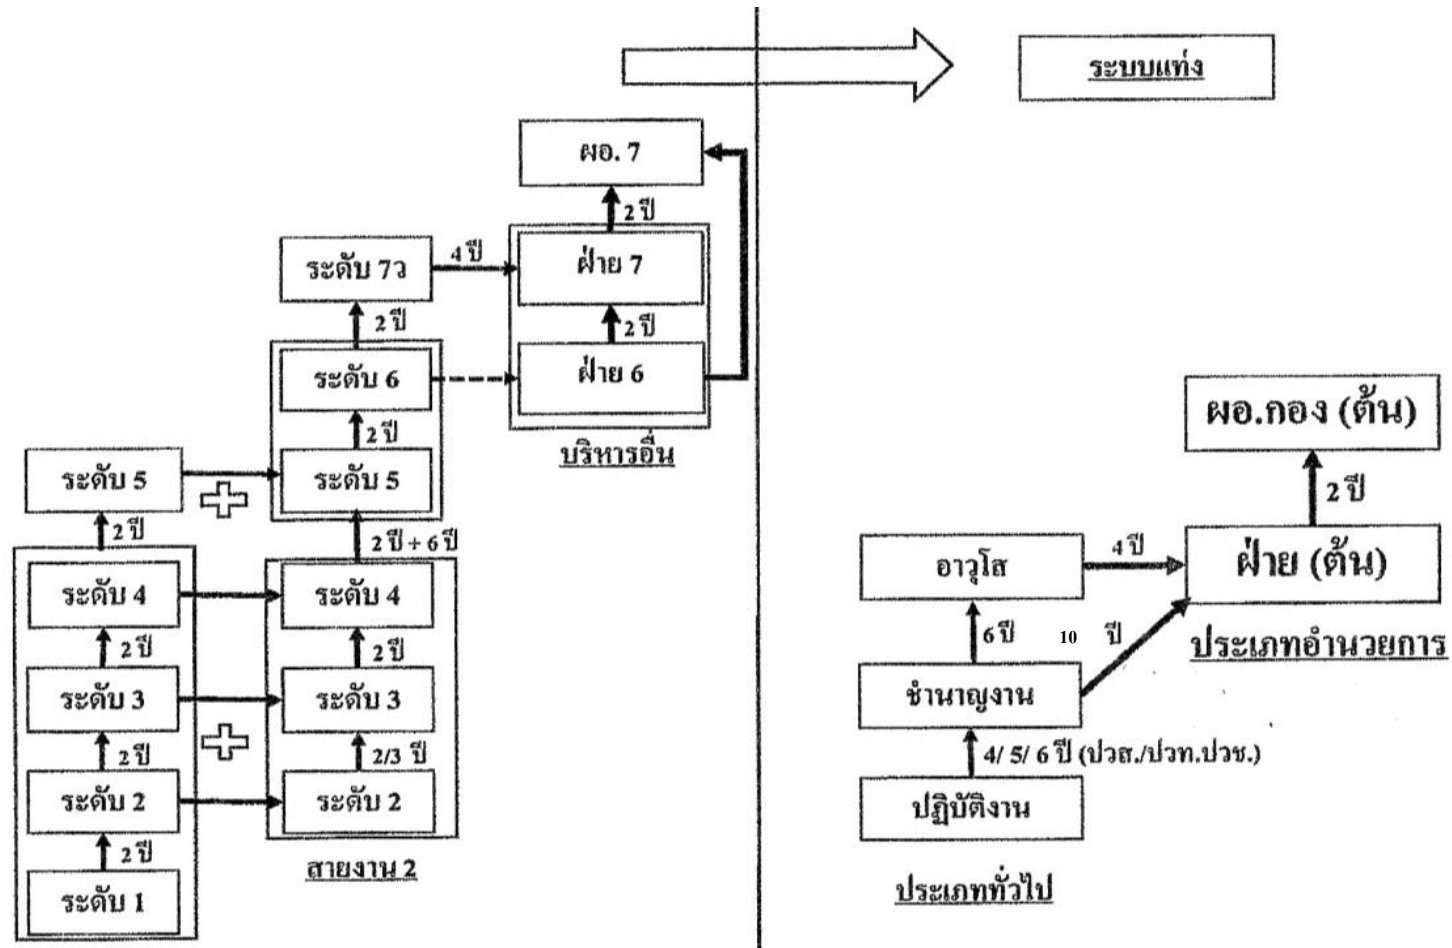 ระบบแท่ง
ผอ. 7
2 ปี
ระดับ 7ว
4 ปี
ฝ่าย 7
2 ปี
2 ปี
ระดับ 6
ฝ่าย 6
บริหารอื่น
2 ปี
ระดับ 5
ระดับ 5
2 ปี
2 ปี + 6 ปี
ระดับ 4
ระดับ 4
2 ปี
2 ปี
ระดับ 3
ระดับ 3
2 ปี
2/3 ปี
ระดับ 2
ระดับ 2
2 ปี
สายงาน 2
ระดับ 1
ผอ.กอง (ต้น)
2 ปี
อาวุโส
4 ปี
ฝ่าย (ต้น)
6 ปี
10 ปี
ประเภทอำนวยการ
ชำนาญงาน
4/ 5/ 6 ปี (ปวส./ปวท.ปวช.)
ปฏิบัติงาน
ประเภททั่วไป